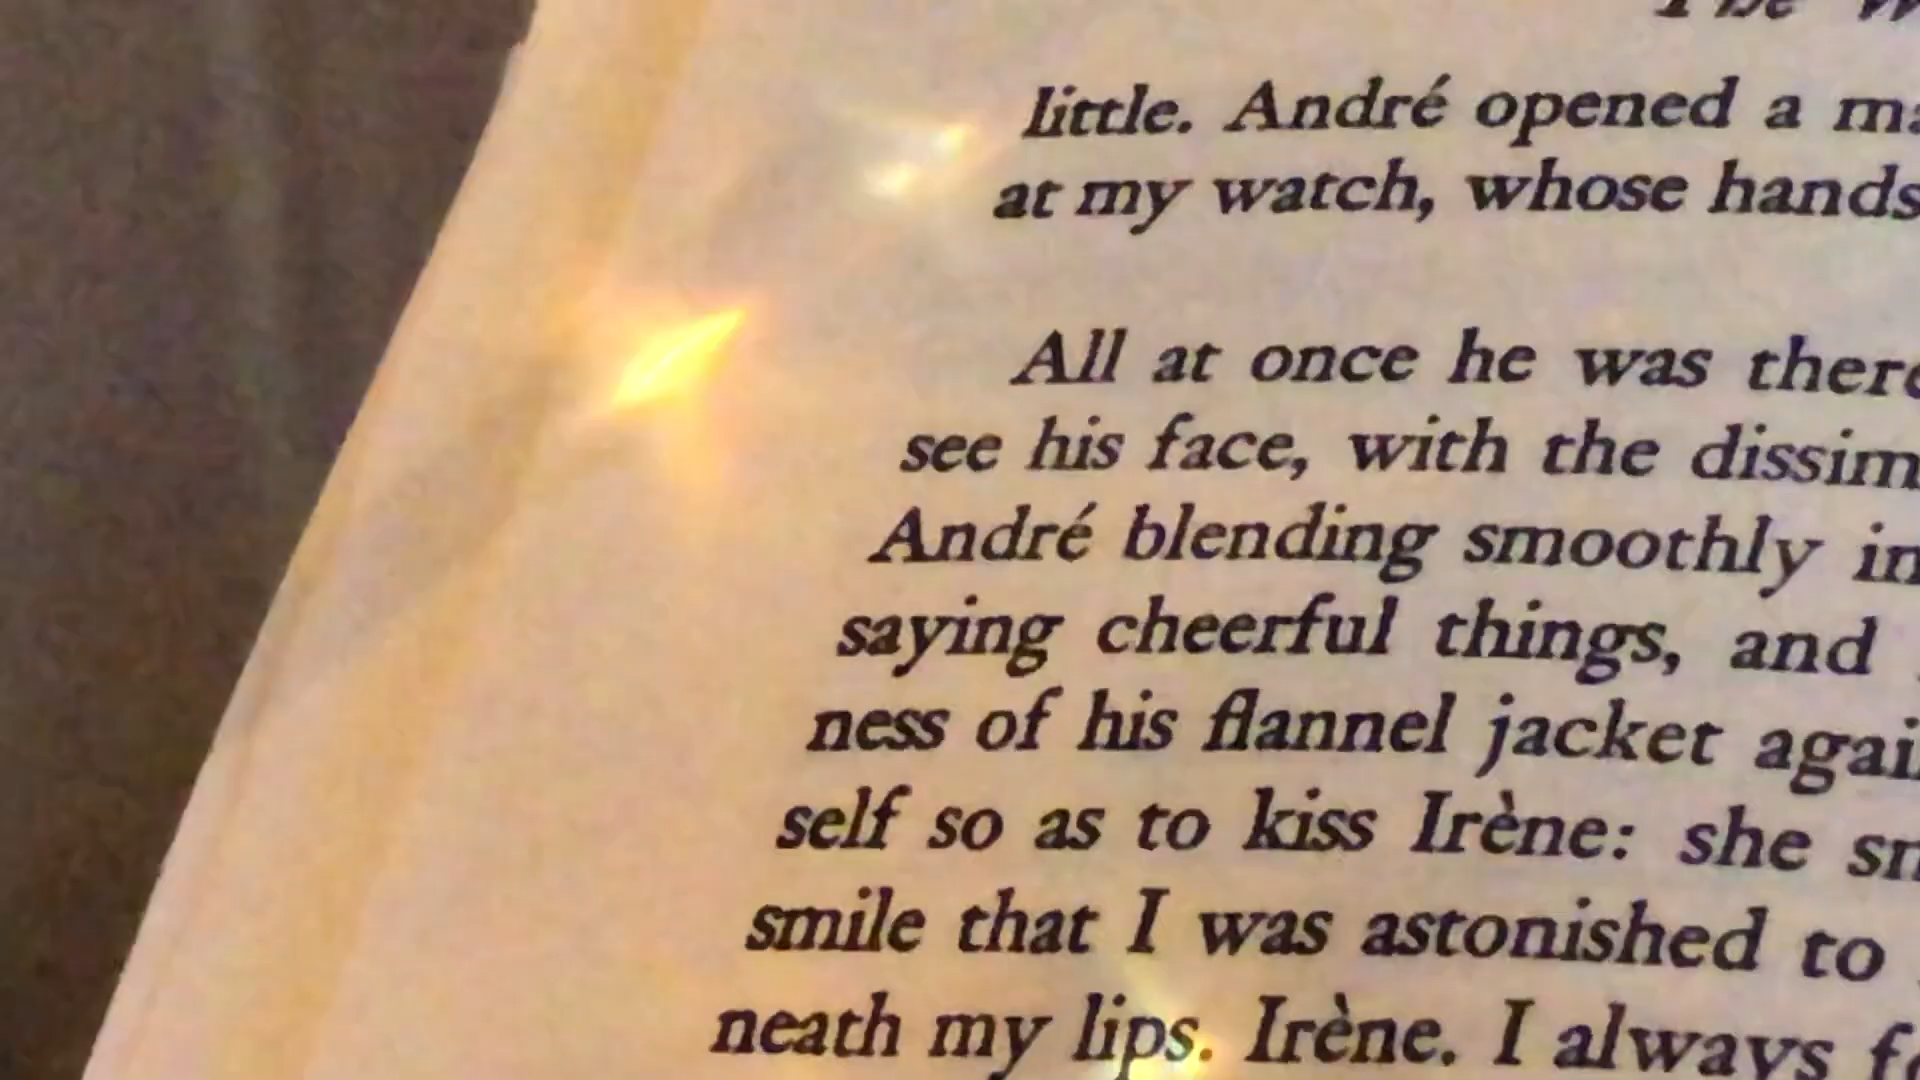 The
little. André opened a
at my watch, whose hands
All at once he was there
see his face, with the
André blending smoothly
saying cheerful things, and
ness of his flannel jacket
self so as to kiss Irène: she
smile that I was astonished to
neath my lips. Irène. I always